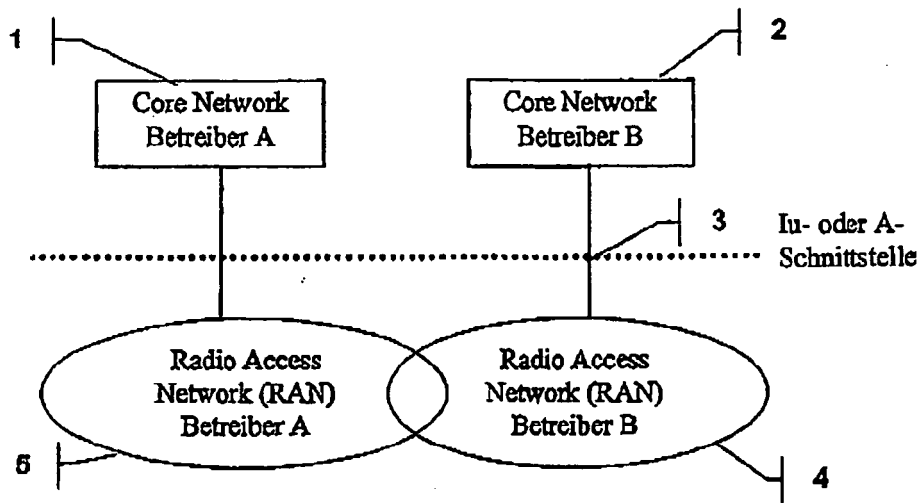 1
2
Core Network
Betreiber A
Core Network
Betreiber B
3
Iu- oder A-
Schnittstelle
Radio Access
Network (RAN)
Betreiber A
Radio Access
Network (RAN)
Betreiber B
5
4